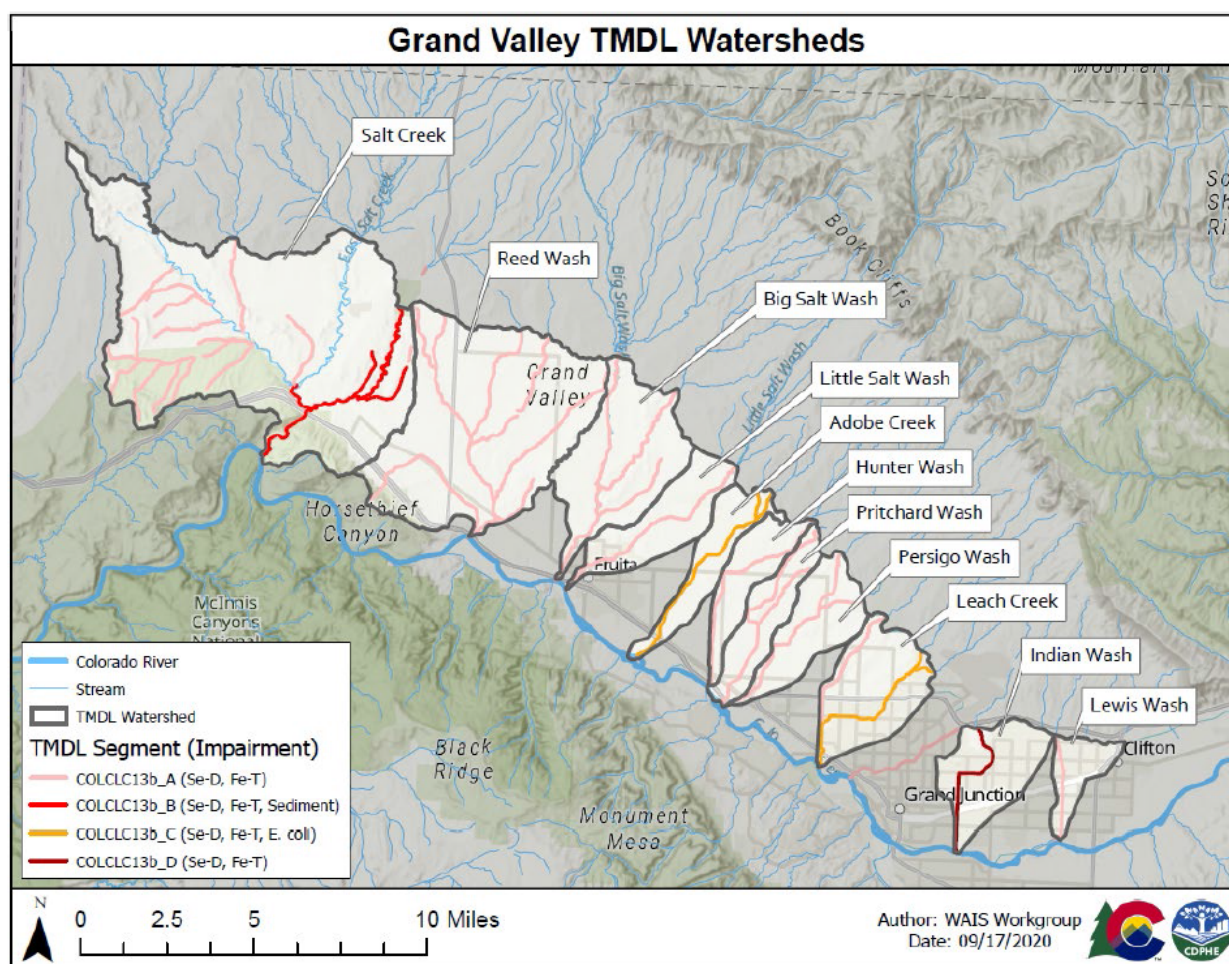 Grand Valley TMDL Watersheds
Mountain
Salt Creek
East Salt Creek
Reed Wash
Big Salt Wash
Book Cliffs
Big Salt Wash
Little Salt Wash
Little Salt Wash
Grand
Valley
Adobe Creek
Hunter Wash
Horsethief
Canyon
Pritchard Wash
Fruita
Persigo Wash
McInnis
Canyons
National
Leach Creek
Indian Wash
Lewis Wash
Clifton
Black
Ridge
Grand Junction
Monument
Mesa
Colorado River
Stream
TMDL Watershed
TMDL Segment (Impairment)
COLCLC13b_A (Se-D, Fe-T)
COLCLC13b_B (Se-D, Fe-T, Sediment)
COLCLC13b_C (Se-D, Fe-T, E. coli)
COLCLC13b_D (Se-D, Fe-T)
N
0 2.5 5 10 Miles
Author: WAIS Workgroup
Date: 09/17/2020
CDPHE